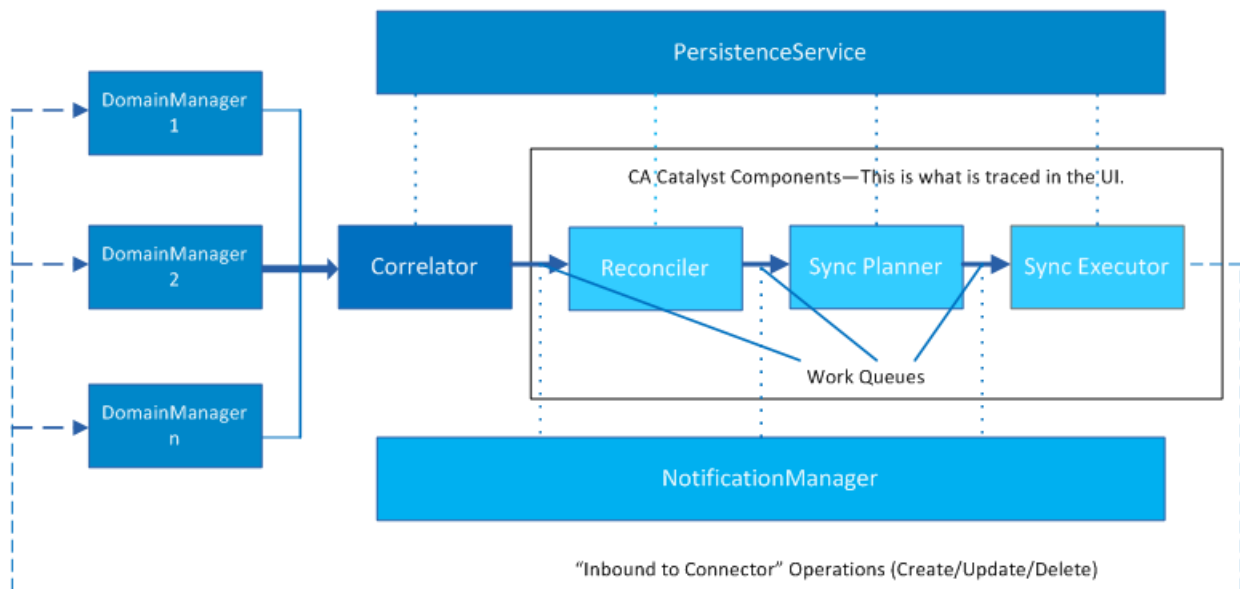 PersistenceService
DomainManager
1
CA Catalyst Components—This is what is traced in the UI.
DomainManager
2
Correlator
Reconciler
Sync Planner
Sync Executor
Work Queues
DomainManager
n
NotificationManager
“Inbound to Connector” Operations (Create/Update/Delete)